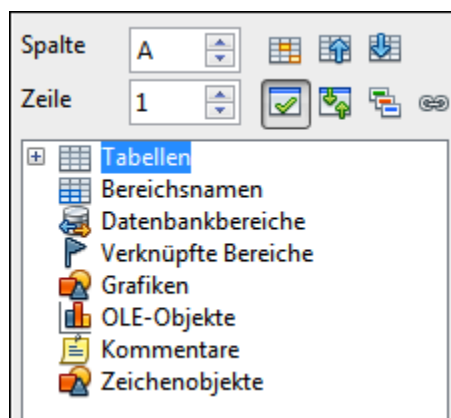 Spalte A
Zeile 1
Tabellen
Bereichsnamen
Datenbankbereiche
Verknüpfte Bereiche
Grafiken
OLE-Objekte
Kommentare
Zeichenobjekte